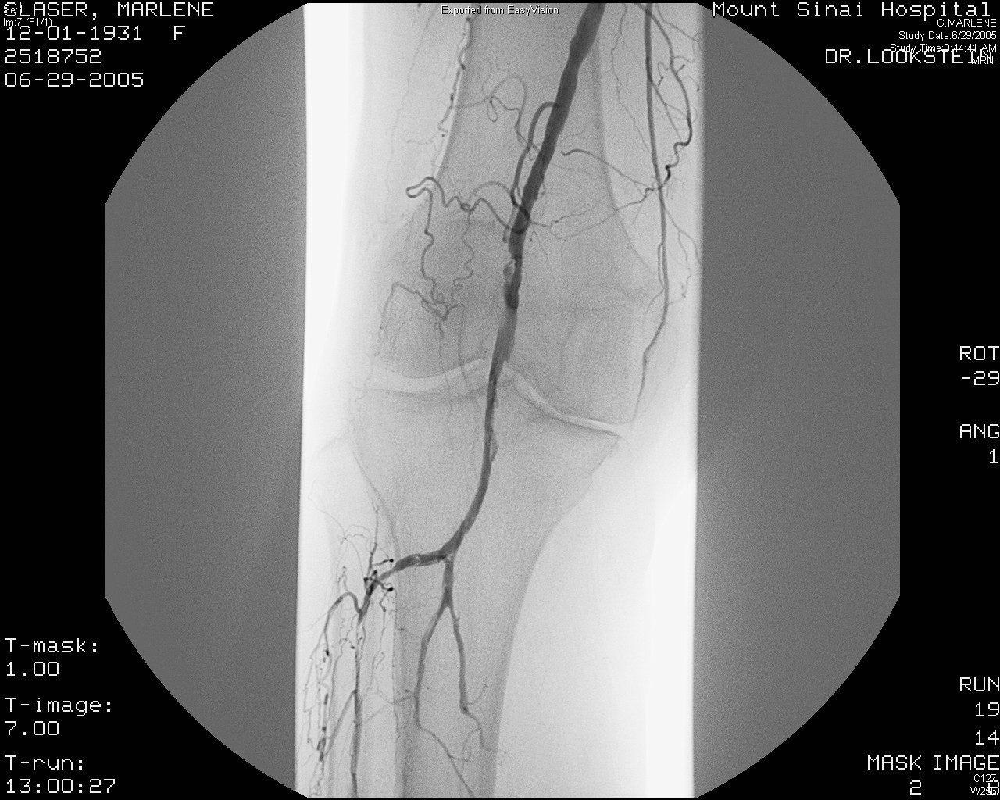 GLASER, MARLENE
Im:7 (F1/1)
12-01-1931 F
2518752
06-29-2005
Exported from EasyVision
Mount Sinai Hospital
G.MARLENE
Study Date:6/29/2005
Study Time:9:44:41 AM
DR.LOOKSTEIN
MRN:
ROT
-29
ANG
1
T-mask:
1.00
T-image:
7.00
T-run:
13:00:27
RUN
19
14
MASK IMAGE
2
C127
W256